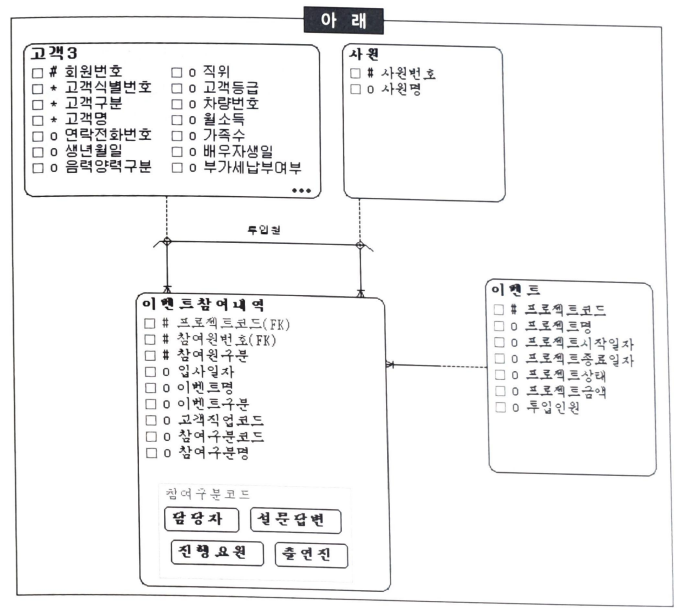 아 래
고객3
# 회원번호
* 고객식별번호
* 고객구분
* 고객명
o 연락전화번호
o 생년월일
o 음력양력구분
o 직위
o 고객등급
o 차량번호
o 월소득
o 가족수
o 배우자생일
o 부가세납부여부
•••
사원
# 사원번호
o 사원명
투입될
이벤트참여내역
# 프로젝트코드(FK)
# 참여원번호(FK)
# 참여원구분
o 입사일자
o 이벤트명
o 이벤트구분
o 고객직업코드
o 참여구분코드
o 참여구분명
참여구분코드
담당자
설문답변
진행요원
출연진
이벤트
# 프로젝트코드
o 프로젝트명
o 프로젝트시작일자
o 프로젝트종료일자
o 프로젝트상태
o 프로젝트금액
o 투입인원